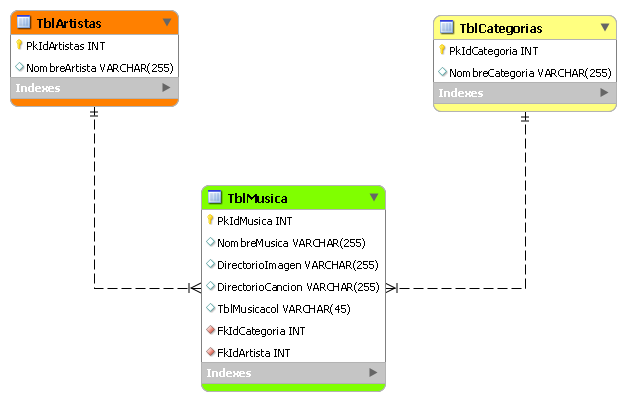 TblArtistas
PkIdArtistas INT
NombreArtista VARCHAR(255)
Indexes
TblCategorias
PkIdCategoria INT
NombreCategoria VARCHAR(255)
Indexes
TblMusica
PkIdMusica INT
NombreMusica VARCHAR(255)
DirectorioImagen VARCHAR(255)
DirectorioCancion VARCHAR(255)
TblMusicacol VARCHAR(45)
FkIdCategoria INT
FkIdArtista INT
Indexes